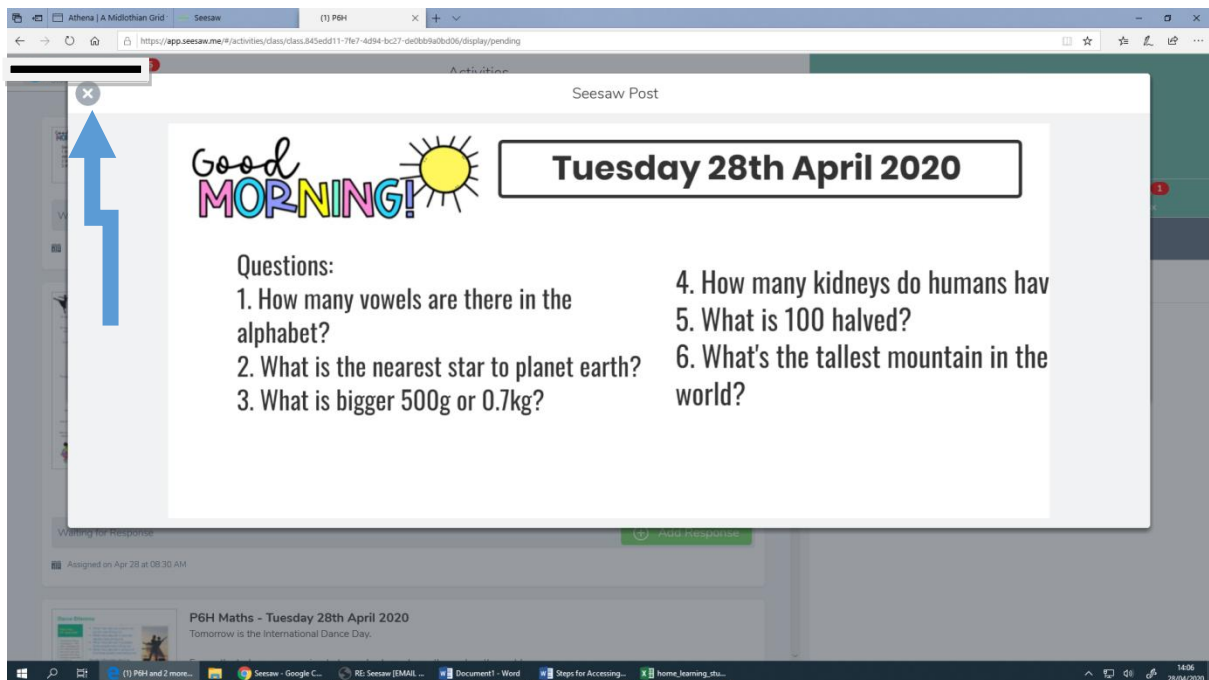 Athena | A Midlothian Grid
Seesaw
(1) P6H
https://app.seesaw.me/#/activities/class/class.845edd11-7fe7-4d94-bc27-de0bb9a0bd06/display/pending
Activities
Seesaw Post
Good
MORNING!
Tuesday 28th April 2020
Questions:
1. How many vowels are there in the
alphabet?
2. What is the nearest star to planet earth?
3. What is bigger 500g or 0.7kg?
4. How many kidneys do humans hav
5. What is 100 halved?
6. What's the tallest mountain in the
world?
1
Waiting for Response
Add Response
Assigned on Apr 28 at 08:30 AM
P6H Maths - Tuesday 28th April 2020
Tomorrow is the International Dance Day.
(1) P6H and 2 more...
Seesaw - Google C...
RE: Seesaw [EMAIL ...
Document1 - Word
Steps for Accessing...
home_learning_stu...
14:06
28/04/2020